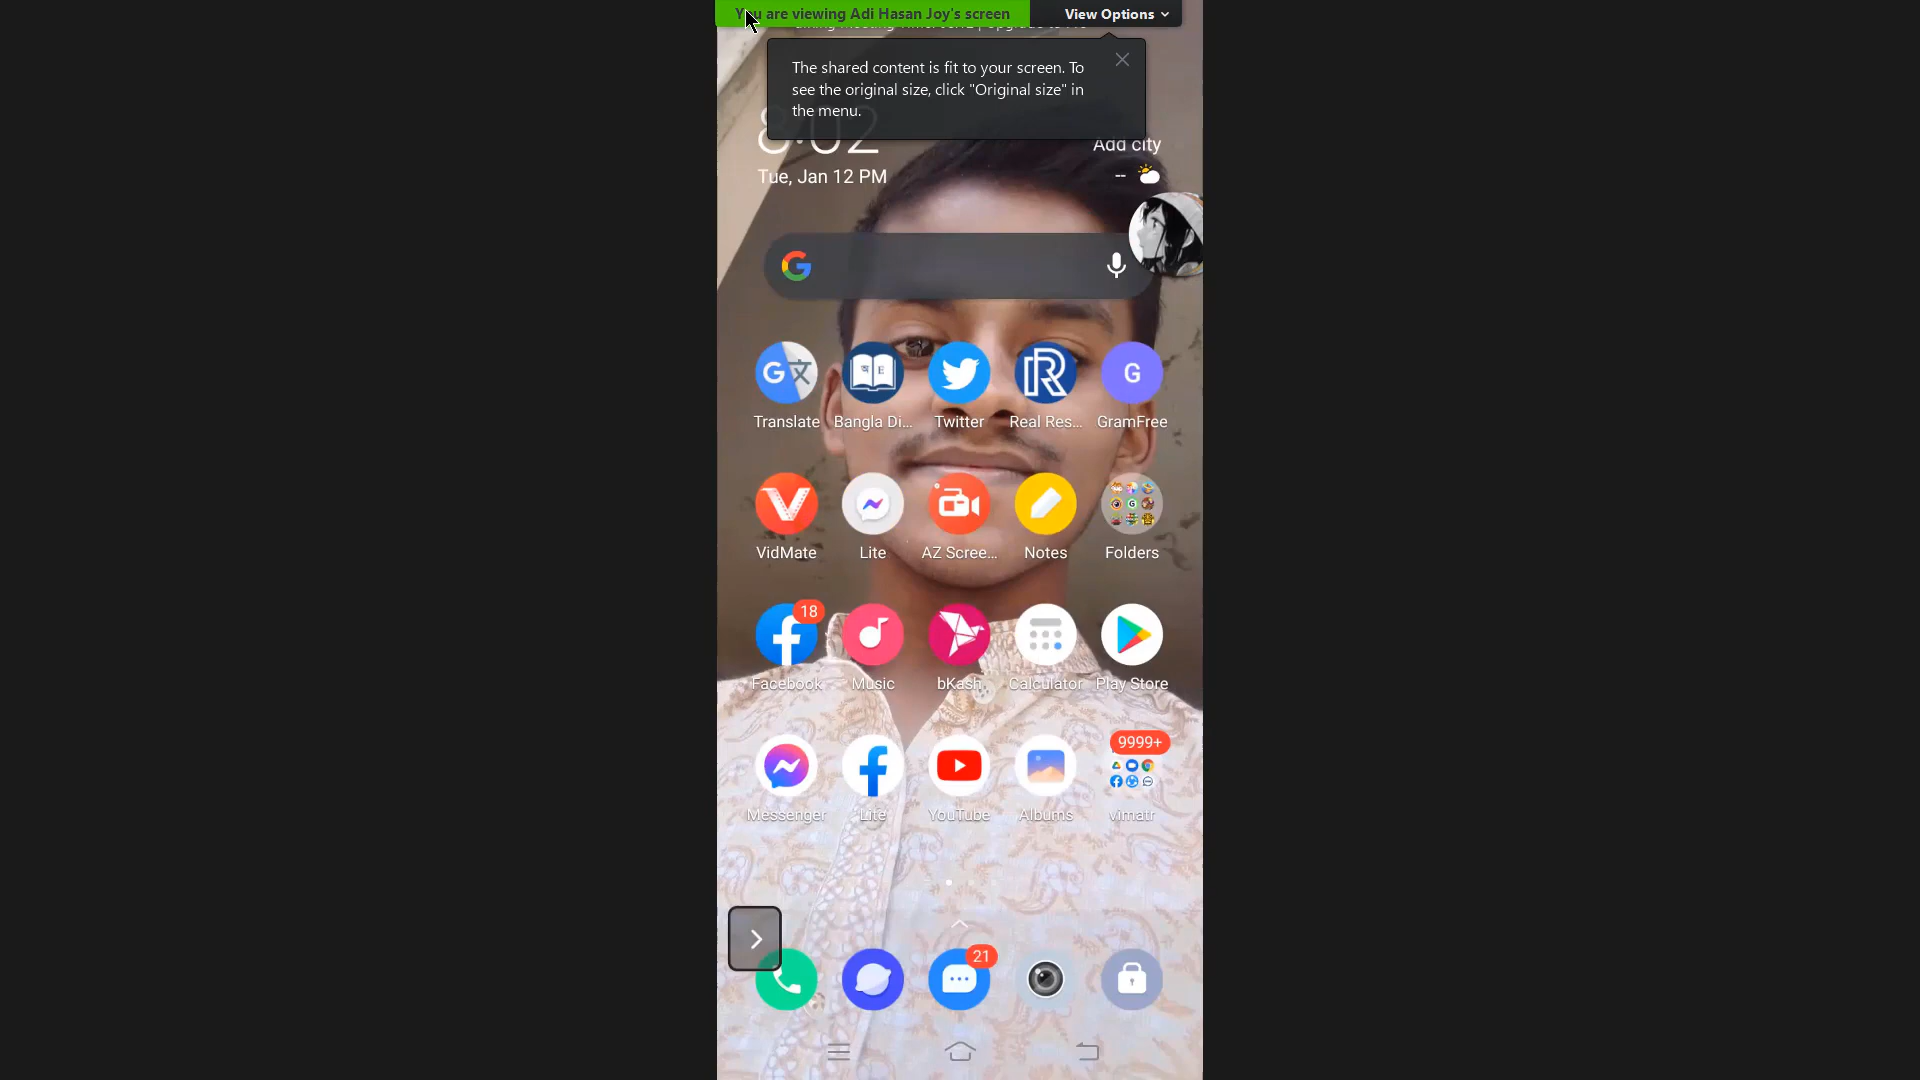 You are viewing Adi Hasan Joy's screen
View Options
The shared content is fit to your screen. To
see the original size, click "Original size" in
the menu.
8:02
Add city
Tue, Jan 12 PM
--
G
Translate
Bangla Di...
Twitter
Real Res...
GramFree
VidMate
Lite
AZ Scree...
Notes
Folders
18
Facebook
Music
bKash
Calculator
Play Store
9999+
Messenger
Lite
YouTube
Albums
vimatr
21